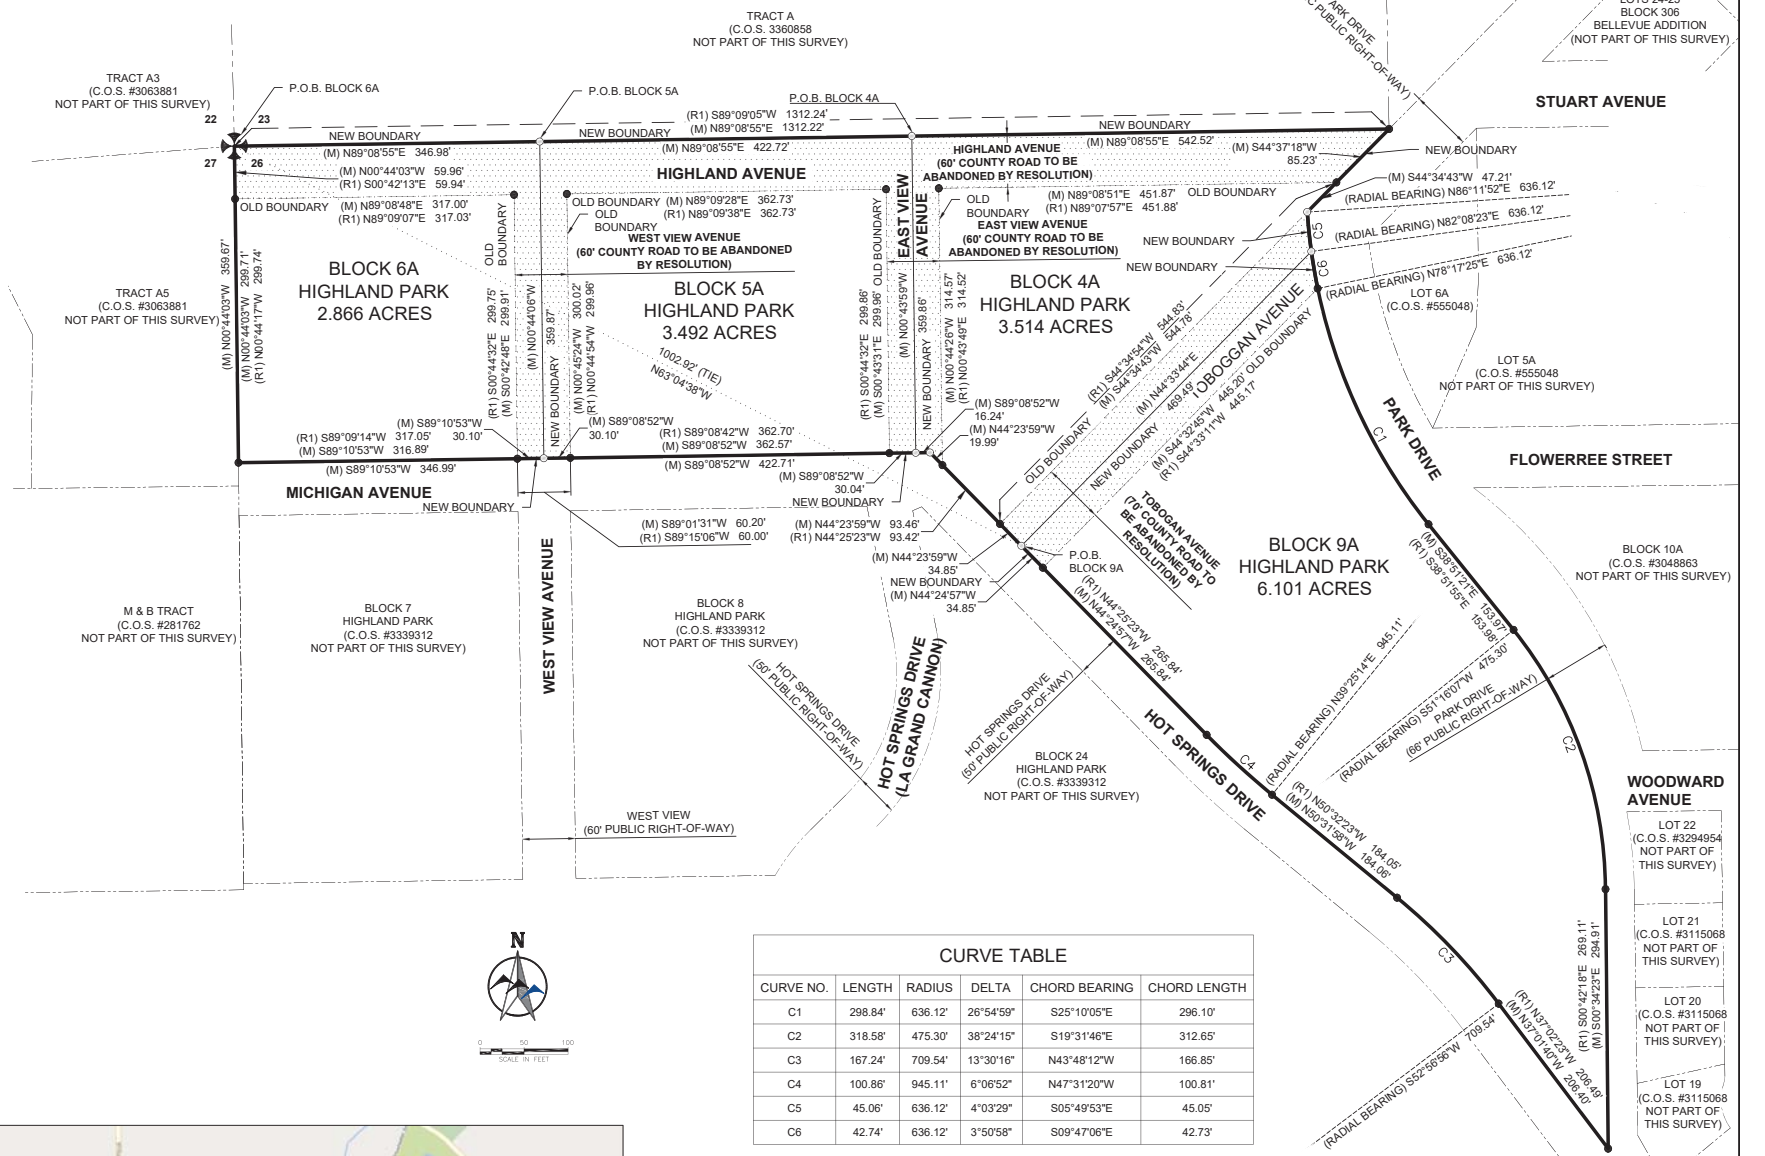 TRACT A
(C.O.S. 3360858
NOT PART OF THIS SURVEY)
ARK DRIVE
PUBLIC RIGHT-OF-WAY)
BLOCK 306
BELLEVUE ADDITION
(NOT PART OF THIS SURVEY)
TRACT A3
(C.O.S. #3063881
NOT PART OF THIS SURVEY)
P.O.B. BLOCK 6A
P.O.B. BLOCK 5A
P.O.B. BLOCK 4A
STUART AVENUE
22
23
27
26
(R1) S89°09'05"W 1312.24'
(M) N89°08'55"E 1312.22'
NEW BOUNDARY
NEW BOUNDARY
NEW BOUNDARY
(M) N89°08'55"E 346.98'
(M) N89°08'55"E 422.72'
(M) N89°08'55"E 542.52'
(M) S44°37'18"W
85.23'
NEW BOUNDARY
HIGHLAND AVENUE
(60' COUNTY ROAD TO BE
ABANDONED BY RESOLUTION)
HIGHLAND AVENUE
(M) N00°44'03"W 59.96'
(R1) S00°42'13"E 59.94'
(M) S44°34'43"W 47.21'
(RADIAL BEARING) N86°11'52"E 636.12'
(RADIAL BEARING) N82°08'23"E 636.12'
(RADIAL BEARING) N78°17'25"E 636.12'
OLD BOUNDARY
(M) N89°08'48"E 317.00'
(R1) N89°09'07"E 317.03'
OLD BOUNDARY
(M) N89°09'28"E 362.73'
(R1) N89°09'38"E 362.73'
OLD
BOUNDARY
OLD
BOUNDARY
WEST VIEW AVENUE
(60' COUNTY ROAD TO BE ABANDONED
BY RESOLUTION)
OLD BOUNDARY
EAST VIEW
AVENUE
(M) N89°08'51"E 451.87'
(R1) N89°07'57"E 451.88'
OLD BOUNDARY
OLD
BOUNDARY
EAST VIEW AVENUE
(60' COUNTY ROAD TO BE
ABANDONED BY RESOLUTION)
NEW BOUNDARY
NEW BOUNDARY
C5
C6
BLOCK 6A
HIGHLAND PARK
2.866 ACRES
BLOCK 5A
HIGHLAND PARK
3.492 ACRES
BLOCK 4A
HIGHLAND PARK
3.514 ACRES
TRACT A5
(C.O.S. #3063881
NOT PART OF THIS SURVEY)
LOT 6A
(C.O.S. #555048)
LOT 5A
(C.O.S. #555048
NOT PART OF THIS SURVEY)
(M) N00°44'03"W 359.67'
(M) N00°44'03"W 299.71'
(R1) N00°44'17"W 299.74'
(R1) S00°44'32"E 299.75'
(M) S00°42'48"E 299.91'
(M) N00°44'06"W
359.87'
NEW BOUNDARY
(M) N00°45'24"W 300.02'
(R1) N00°44'54"W 299.96'
1002.92' (TIE)
N63°04'38"W
(R1) S00°44'32"E 299.86'
(M) S00°43'31"E 299.96'
(M) N00°43'59"W
359.86'
NEW BOUNDARY
(M) N00°44'26"W 314.57'
(R1) N00°43'49"E 314.52'
(R1) S44°34'54"W 544.83'
(M) S44°34'43"W 544.78'
OLD BOUNDARY
(M) N44°33'44"E
469.49'
NEW BOUNDARY
TOBOGGAN AVENUE
(M) S44°32'45"W 445.20'
(R1) S44°33'11"W 445.17'
OLD BOUNDARY
(M) S89°08'52"W
16.24'
(M) N44°23'59"W
19.99'
C1
PARK DRIVE
FLOWERREE STREET
(R1) S89°09'14"W 317.05'
(M) S89°10'53"W 316.89'
(M) S89°10'53"W
30.10'
(M) S89°10'53"W 346.99'
(M) S89°08'52"W
30.10'
(R1) S89°08'42"W 362.70'
(M) S89°08'52"W 362.57'
(M) S89°08'52"W 422.71'
(M) S89°08'52"W
30.04'
NEW BOUNDARY
MICHIGAN AVENUE
NEW BOUNDARY
(M) S89°01'31"W 60.20'
(R1) S89°15'06"W 60.00'
(M) N44°23'59"W 93.46'
(R1) N44°25'23"W 93.42'
(M) N44°23'59"W
34.85'
NEW BOUNDARY
(M) N44°24'57"W
34.85'
P.O.B.
BLOCK 9A
TOBOGAN AVENUE
(70' COUNTY ROAD TO
BE ABANDONED BY
RESOLUTION)
BLOCK 9A
HIGHLAND PARK
6.101 ACRES
(M) S38°51'21"E 153.97'
(R1) S38°51'55"E 153.98'
BLOCK 10A
(C.O.S. #3048863
NOT PART OF THIS SURVEY)
M & B TRACT
(C.O.S. #281762
NOT PART OF THIS SURVEY)
BLOCK 7
HIGHLAND PARK
(C.O.S. #3339312
NOT PART OF THIS SURVEY)
WEST VIEW AVENUE
BLOCK 8
HIGHLAND PARK
(C.O.S. #3339312
NOT PART OF THIS SURVEY)
(R1) N44°25'23"W 265.84'
(M) N44°24'57"W 265.84'
HOT SPRINGS DRIVE
(50' PUBLIC RIGHT-OF-WAY)
HOT SPRINGS DRIVE
(LA GRAND CANNON)
HOT SPRINGS DRIVE
(50' PUBLIC RIGHT-OF-WAY)
BLOCK 24
HIGHLAND PARK
(C.O.S. #3339312
NOT PART OF THIS SURVEY)
HOT SPRINGS DRIVE
C4
(RADIAL BEARING) N39°25'14"E 945.11'
(RADIAL BEARING) S51°16'07"W 475.30'
PARK DRIVE
(66' PUBLIC RIGHT-OF-WAY)
C2
(R1) N50°32'23"W 184.05'
(M) N50°31'58"W 184.06'
WEST VIEW
(60' PUBLIC RIGHT-OF-WAY)
WOODWARD
AVENUE
LOT 22
(C.O.S. #3294954
NOT PART OF
THIS SURVEY)
LOT 21
(C.O.S. #3115068
NOT PART OF
THIS SURVEY)
LOT 20
(C.O.S. #3115068
NOT PART OF
THIS SURVEY)
LOT 19
(C.O.S. #3115068
NOT PART OF
THIS SURVEY)
C3
(R1) S00°42'18"E 269.11'
(M) S00°34'23"E 294.91'
(R1) N37°02'23"W 206.49'
(M) N37°01'40"W 206.40'
(RADIAL BEARING) S52°56'56"W 709.54'
N
0 50 100
SCALE IN FEET
CURVE TABLE
CURVE NO. LENGTH RADIUS DELTA CHORD BEARING CHORD LENGTH
C1 298.84' 636.12' 26°54'59" S25°10'05"E 296.10'
C2 318.58' 475.30' 38°24'15" S19°31'46"E 312.65'
C3 167.24' 709.54' 13°30'16" N43°48'12"W 166.85'
C4 100.86' 945.11' 6°06'52" N47°31'20"W 100.81'
C5 45.06' 636.12' 4°03'29" S05°49'53"E 45.05'
C6 42.74' 636.12' 3°50'58" S09°47'06"E 42.73'